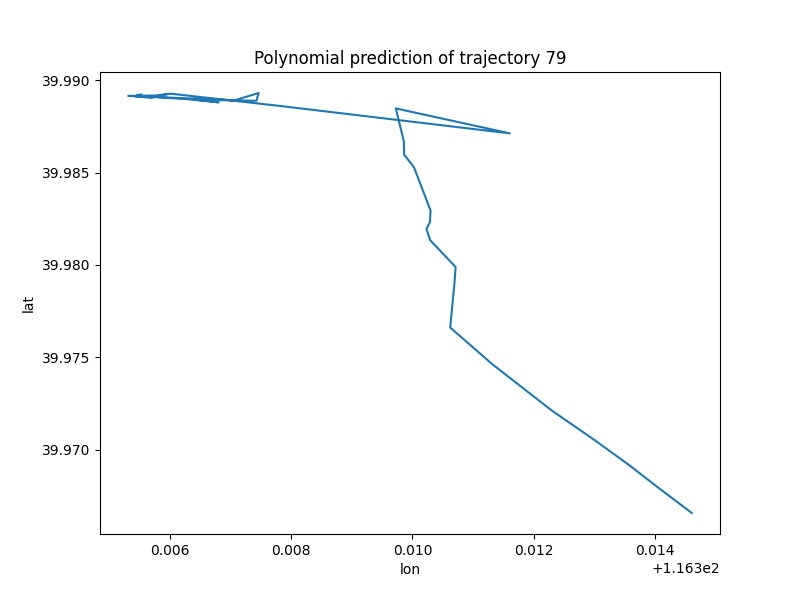 Polynomial prediction of trajectory 79
39.990
39.985
39.980
39.975
39.970
lat
0.006 0.008 0.010 0.012 0.014
lon
+1.163e2